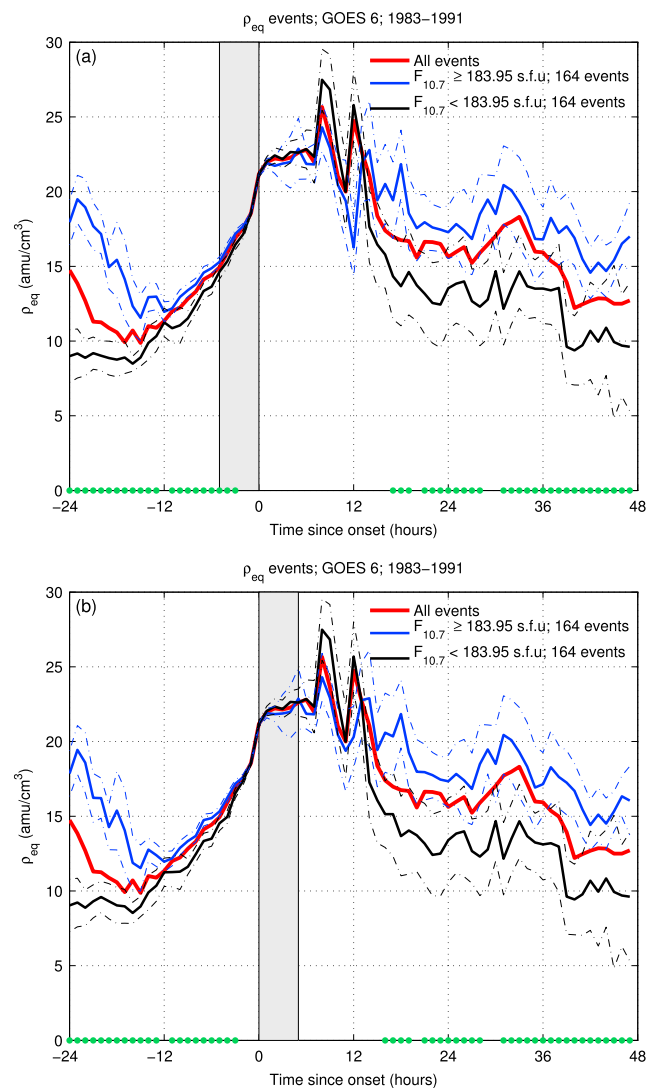 ρeq events; GOES 6; 1983−1991
(a)
All events
F10.7 ≥ 183.95 s.f.u; 164 events
F10.7 < 183.95 s.f.u; 164 events
ρeq (amu/cm3)
30
25
20
15
10
5
0
−24 −12 0 12 24 36 48
Time since onset (hours)
ρeq events; GOES 6; 1983−1991
(b)
All events
F10.7 ≥ 183.95 s.f.u; 164 events
F10.7 < 183.95 s.f.u; 164 events
ρeq (amu/cm3)
30
25
20
15
10
5
0
−24 −12 0 12 24 36 48
Time since onset (hours)